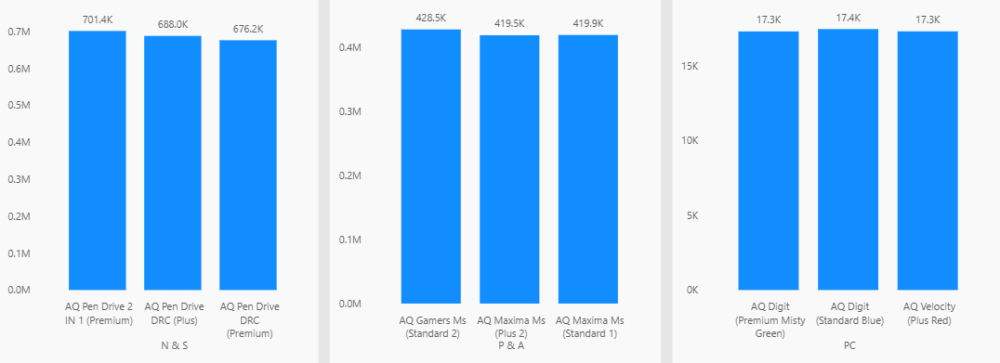 701.4K
688.0K
676.2K
0.7M
0.6M
0.5M
0.4M
0.3M
0.2M
0.1M
0.0M
AQ Pen Drive 2
IN 1 (Premium)
AQ Pen Drive
DRC (Plus)
AQ Pen Drive
DRC
(Premium)
N & S
428.5K
419.5K
419.9K
0.4M
0.3M
0.2M
0.1M
0.0M
AQ Gamers Ms
(Standard 2)
AQ Maxima Ms
(Plus 2)
AQ Maxima Ms
(Standard 1)
P & A
17.3K
17.4K
17.3K
15K
10K
5K
0K
AQ Digit
(Premium Misty
Green)
AQ Digit
(Standard Blue)
AQ Velocity
(Plus Red)
PC